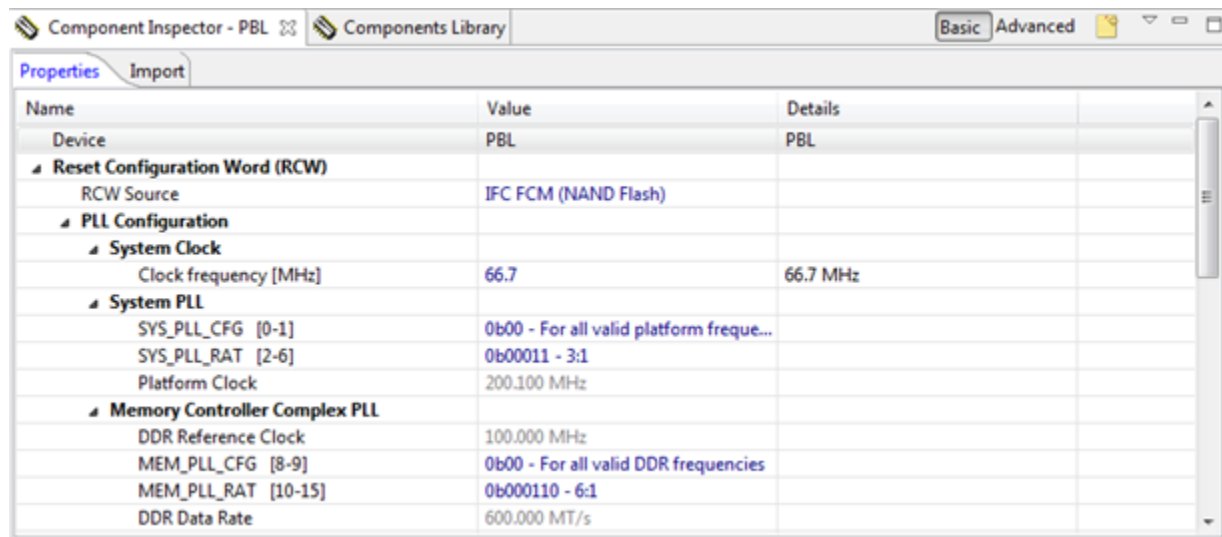 Component Inspector - PBL Components Library Basic Advanced
Properties Import
Name Value Details
Device PBL PBL
Reset Configuration Word (RCW)
RCW Source IFC FCM (NAND Flash)
PLL Configuration
System Clock
Clock frequency [MHz] 66.7 66.7 MHz
System PLL
SYS_PLL_CFG [0-1] 0b00 - For all valid platform freque...
SYS_PLL_RAT [2-6] 0b00011 - 3:1
Platform Clock 200.100 MHz
Memory Controller Complex PLL
DDR Reference Clock 100.000 MHz
MEM_PLL_CFG [8-9] 0b00 - For all valid DDR frequencies
MEM_PLL_RAT [10-15] 0b000110 - 6:1
DDR Data Rate 600.000 MT/s